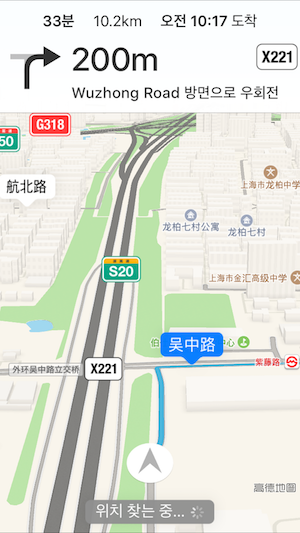 33분 10.2km 오전 10:17 도착
200m
X221
Wuzhong Road 방면으로 우회전
G318
50
航北路
上海市龙柏中学
龙柏七村公寓
龙柏七村
S20
上海市金汇高级中学
吴中路
紫藤路
外环吴中路立交桥
X221
高德地图
위치 찾는 중...